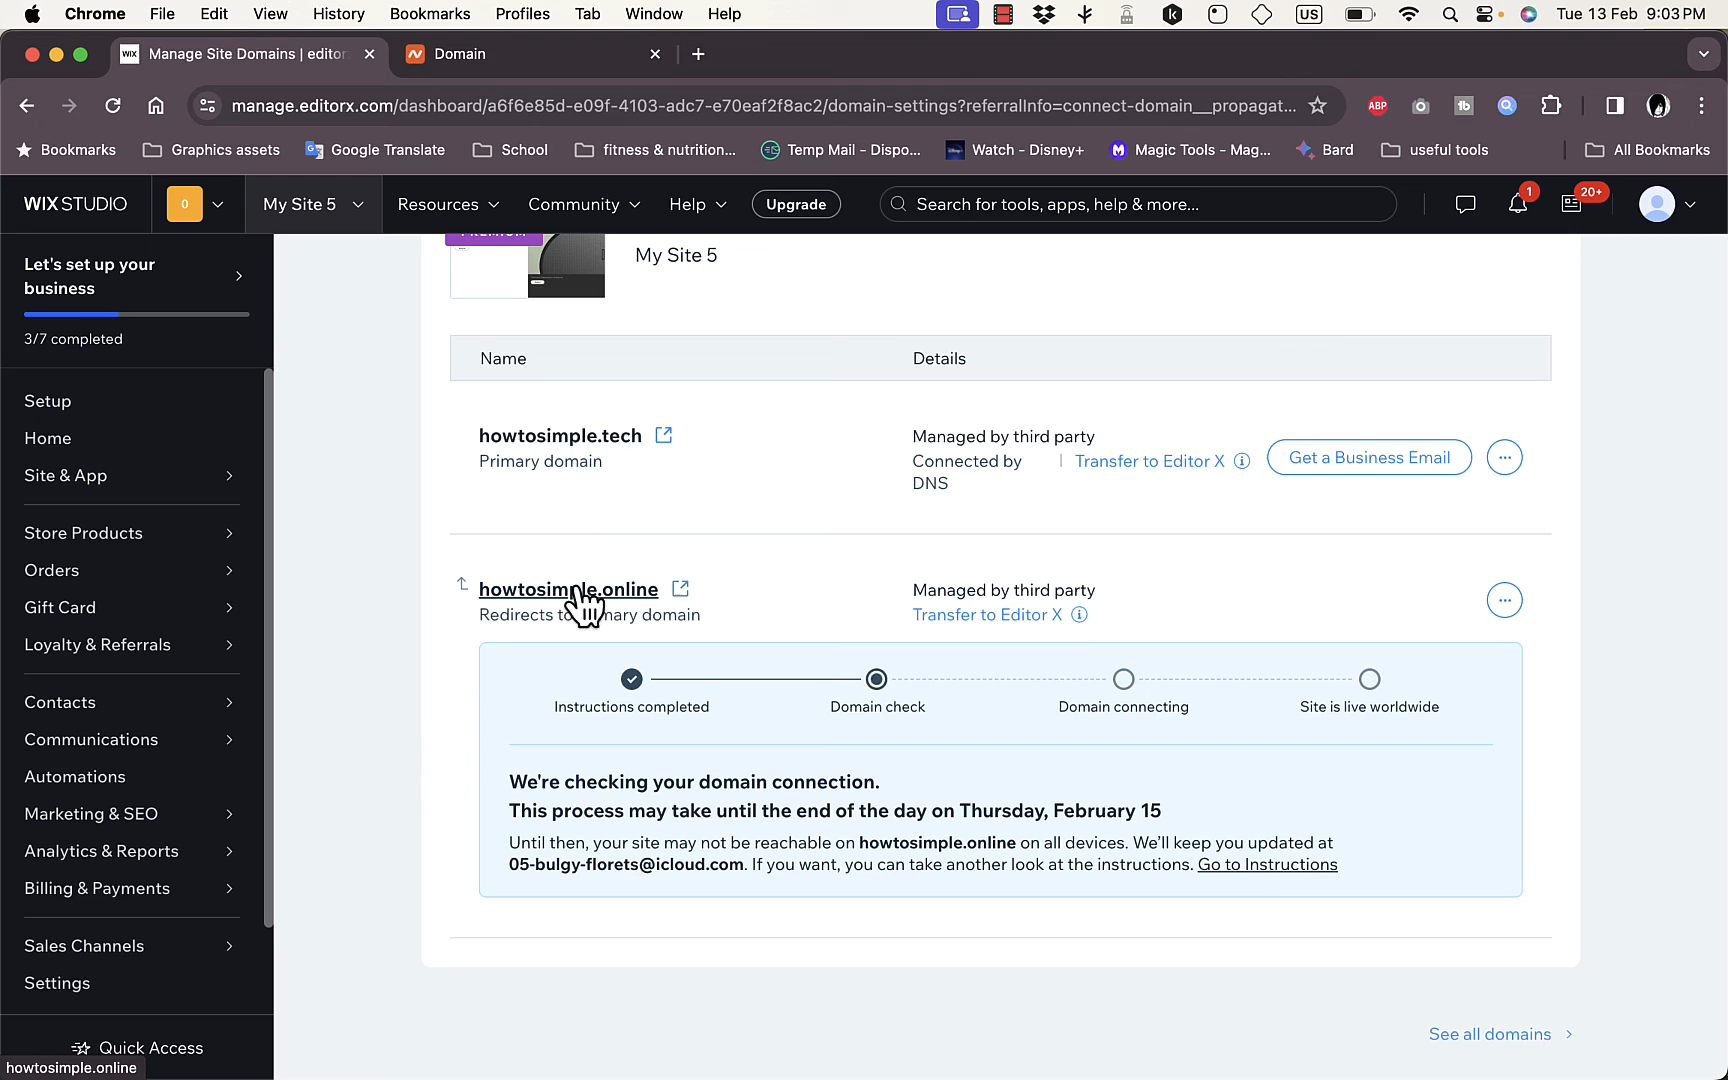 Chrome File Edit View History Bookmarks Profiles Tab Window Help US Tue 13 Feb 9:03 PM
WIX Manage Site Domains | editor Domain
manage.editorx.com/dashboard/a6f6e85d-e09f-4103-adc7-e70eaf2f8ac2/domain-settings?referralInfo=connect-domain__propagat... ABP tb
Bookmarks Graphics assets Google Translate School fitness & nutrition... Temp Mail - Dispo... Watch - Disney+ Magic Tools - Mag... Bard useful tools All Bookmarks
WIX STUDIO 0 My Site 5 Resources Community Help Upgrade Search for tools, apps, help & more... 1 20+
Let's set up your
business
3/7 completed
Setup
Home
Site & App
Store Products
Orders
Gift Card
Loyalty & Referrals
Contacts
Communications
Automations
Marketing & SEO
Analytics & Reports
Billing & Payments
Sales Channels
Settings
Quick Access
howtosimple.online
My Site 5
Name Details
howtosimple.tech
Primary domain
Managed by third party
Connected by
DNS
| Transfer to Editor X
Get a Business Email
howtosimple.online
Redirects to primary domain
Managed by third party
Transfer to Editor X
Instructions completed Domain check Domain connecting Site is live worldwide
We're checking your domain connection.
This process may take until the end of the day on Thursday, February 15
Until then, your site may not be reachable on howtosimple.online on all devices. We'll keep you updated at
05-bulgy-florets@icloud.com. If you want, you can take another look at the instructions. Go to Instructions
See all domains